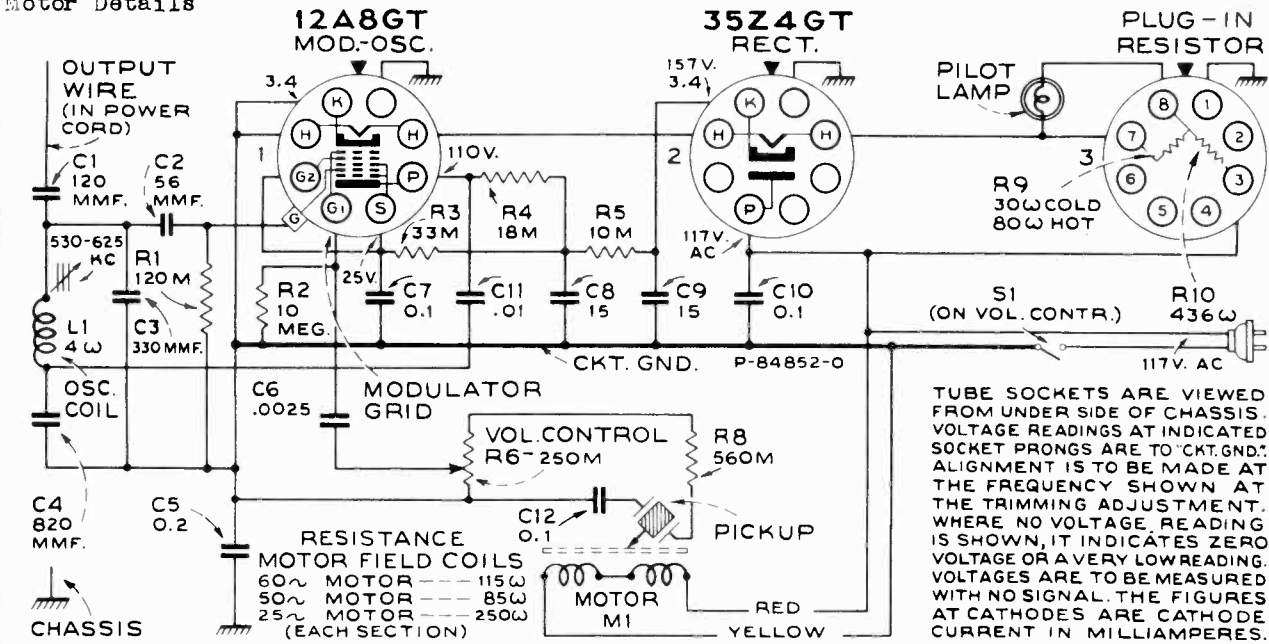 Motor Details
12A8GT
MOD.-OSC.
35Z4GT
RECT.
PLUG-IN
RESISTOR
OUTPUT
WIRE
(IN POWER
CORD)
3.4
157V.
3.4
PILOT
LAMP
K
H
H
G2
P
G1
S
G
1
110V.
K
H
H
P
2
8
1
7
2
6
3
5
4
3
C1
120
MMF.
C2
56
MMF.
R3
33M
R4
18M
R5
10M
117V.
AC
R9
30ω COLD
80ω HOT
530-625
KC
R1
120M
25V.
R2
10
MEG.
C7
0.1
C11
.01
C8
15
C9
15
C10
0.1
S1
(ON VOL. CONTR.)
R10
436ω
L1
4ω
C3
330 MMF.
CKT. GND.
P-84852-0
117V. AC
OSC.
COIL
C6
.0025
MODULATOR
GRID
VOL. CONTROL
R6-250M
R8
560M
C4
820
MMF.
C5
0.2
C12
0.1
PICKUP
RESISTANCE
MOTOR FIELD COILS
60~ MOTOR --- 115ω
50~ MOTOR --- 85ω
25~ MOTOR --- 250ω
(EACH SECTION)
MOTOR
M1
RED
YELLOW
CHASSIS
TUBE SOCKETS ARE VIEWED
FROM UNDER SIDE OF CHASSIS.
VOLTAGE READINGS AT INDICATED
SOCKET PRONGS ARE TO "CKT. GND."
ALIGNMENT IS TO BE MADE AT
THE FREQUENCY SHOWN AT
THE TRIMMING ADJUSTMENT.
WHERE NO VOLTAGE READING
IS SHOWN, IT INDICATES ZERO
VOLTAGE OR A VERY LOW READING.
VOLTAGES ARE TO BE MEASURED
WITH NO SIGNAL. THE FIGURES
AT CATHODES ARE CATHODE
CURRENT IN MILLIAMPERES.